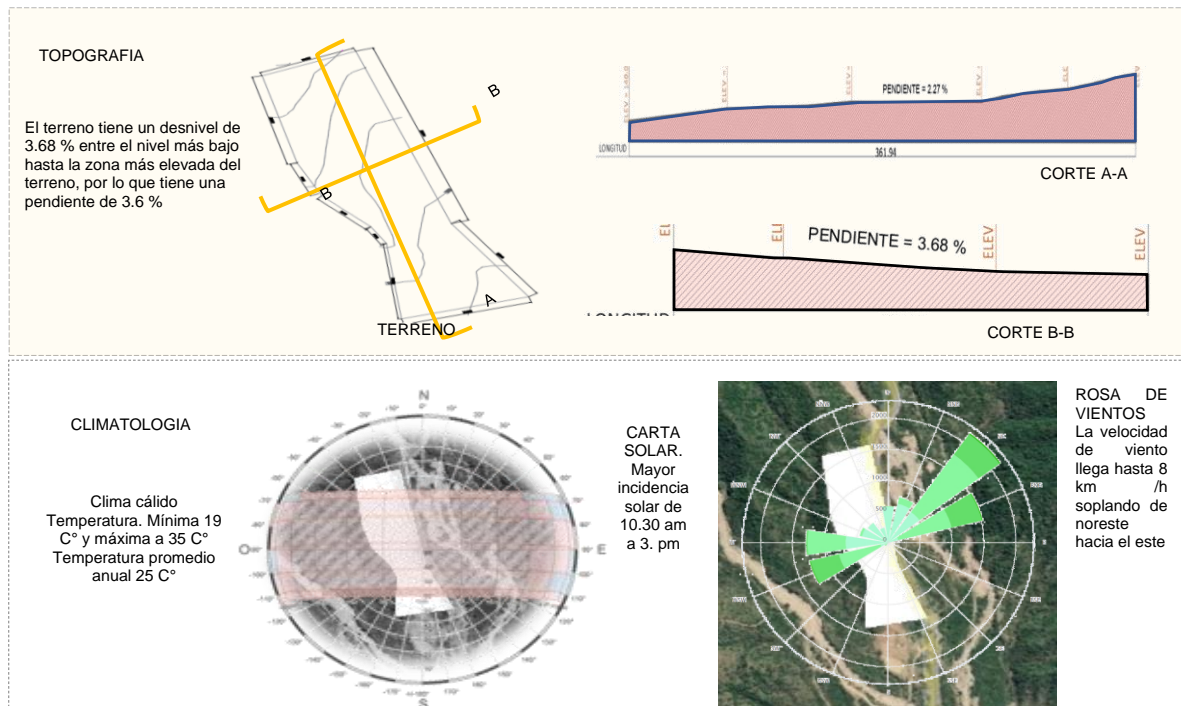 TOPOGRAFIA
El terreno tiene un desnivel de
3.68 % entre el nivel más bajo
hasta la zona más elevada del
terreno, por lo que tiene una
pendiente de 3.6 %
B
B
A
TERRENO
PENDIENTE = 2.27 %
LONGITUD
361.94
CORTE A-A
PENDIENTE = 3.68 %
ELEV
ELEV
CORTE B-B
CLIMATOLOGIA
Clima cálido
Temperatura. Mínima 19
C° y máxima a 35 C°
Temperatura promedio
anual 25 C°
N
O
E
S
CARTA
SOLAR.
Mayor
incidencia
solar de
10.30 am
a 3. pm
2000
1500
1000
500
ROSA DE
VIENTOS
La velocidad
de viento
llega hasta 8
km /h
soplando de
noreste
hacia el este